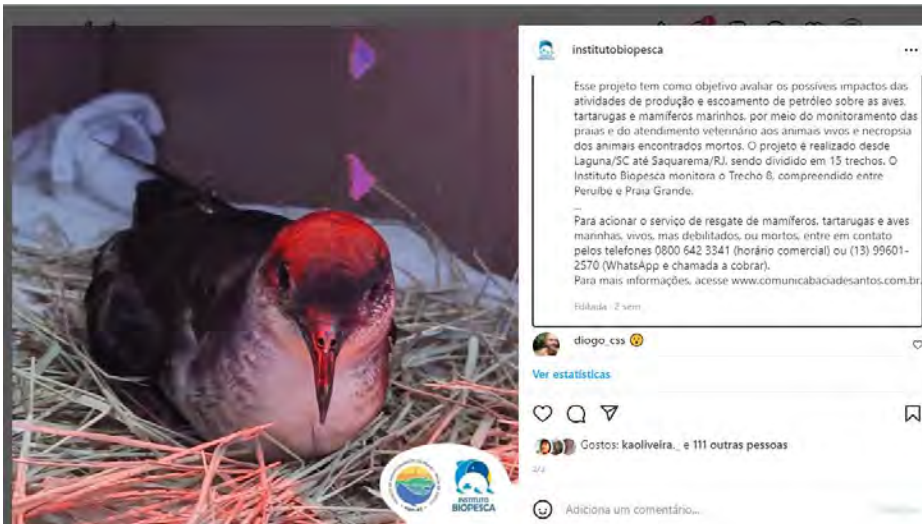 institutobiopesca
Esse projeto tem como objetivo avaliar os possíveis impactos das
atividades de produção e escoamento de petróleo sobre as aves,
tartarugas e mamíferos marinhos, por meio do monitoramento das
praias e do atendimento veterinário aos animais vivos e necropsia
dos animais encontrados mortos. O projeto é realizado desde
Laguna/SC até Saquarema/RJ, sendo dividido em 15 trechos. O
Instituto Biopesca monitora o Trecho 8, compreendido entre
Peruíbe e Praia Grande.
...
Para acionar o serviço de resgate de mamíferos, tartarugas e aves
marinhas, vivos, mas debilitados, ou mortos, entre em contato
pelos telefones 0800 642 3341 (horário comercial) ou (13) 99601-
2570 (WhatsApp e chamada a cobrar).
Para mais informações, acesse www.comunicabaciadesantos.com.br.
Editada · 2 sem
diogo_css 😯
Ver estatísticas
Gostos: kaoliveira._ e 111 outras pessoas
Adiciona um comentário...
INSTITUTO
BIOPESCA